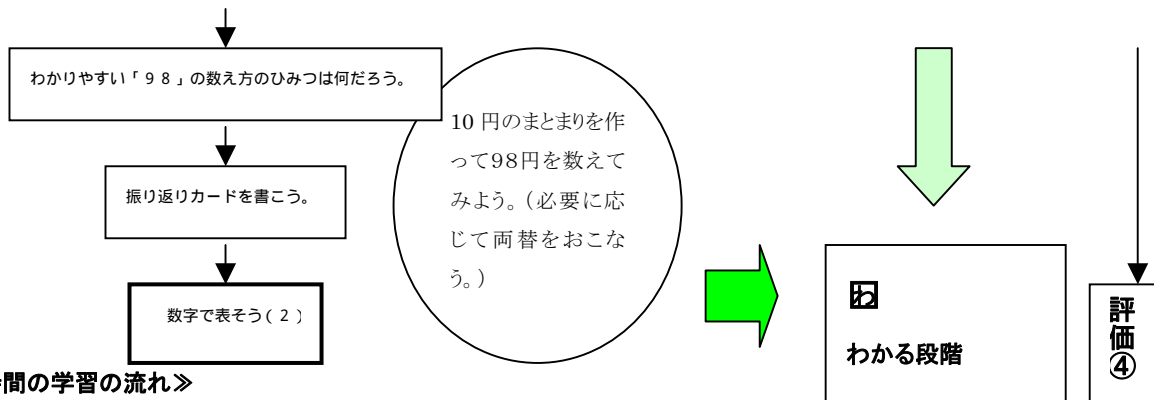 わかりやすい「98」の数え方のひみつは何だろう。
10 円のまとまりを作
って98円を数えて
みよう。(必要に応
じて両替をおこな
う。)
振り返りカードを書こう。
数字で表そう(2)
わ
わかる段階
評価④
間の学習の流れ≫